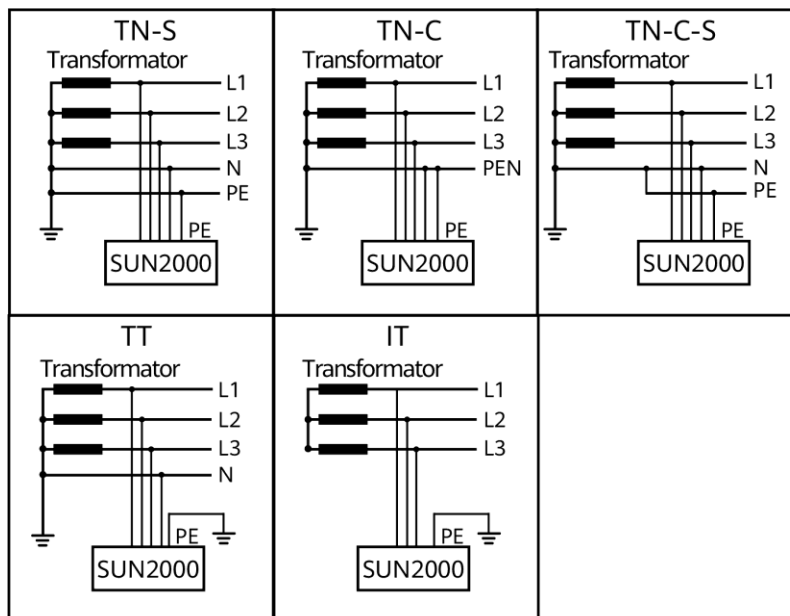 TN-S
Transformator
L1
L2
L3
N
PE
PE
SUN2000
TN-C
Transformator
L1
L2
L3
PEN
PE
SUN2000
TN-C-S
Transformator
L1
L2
L3
N
PE
PE
SUN2000
TT
Transformator
L1
L2
L3
N
PE
SUN2000
IT
Transformator
L1
L2
L3
PE
SUN2000